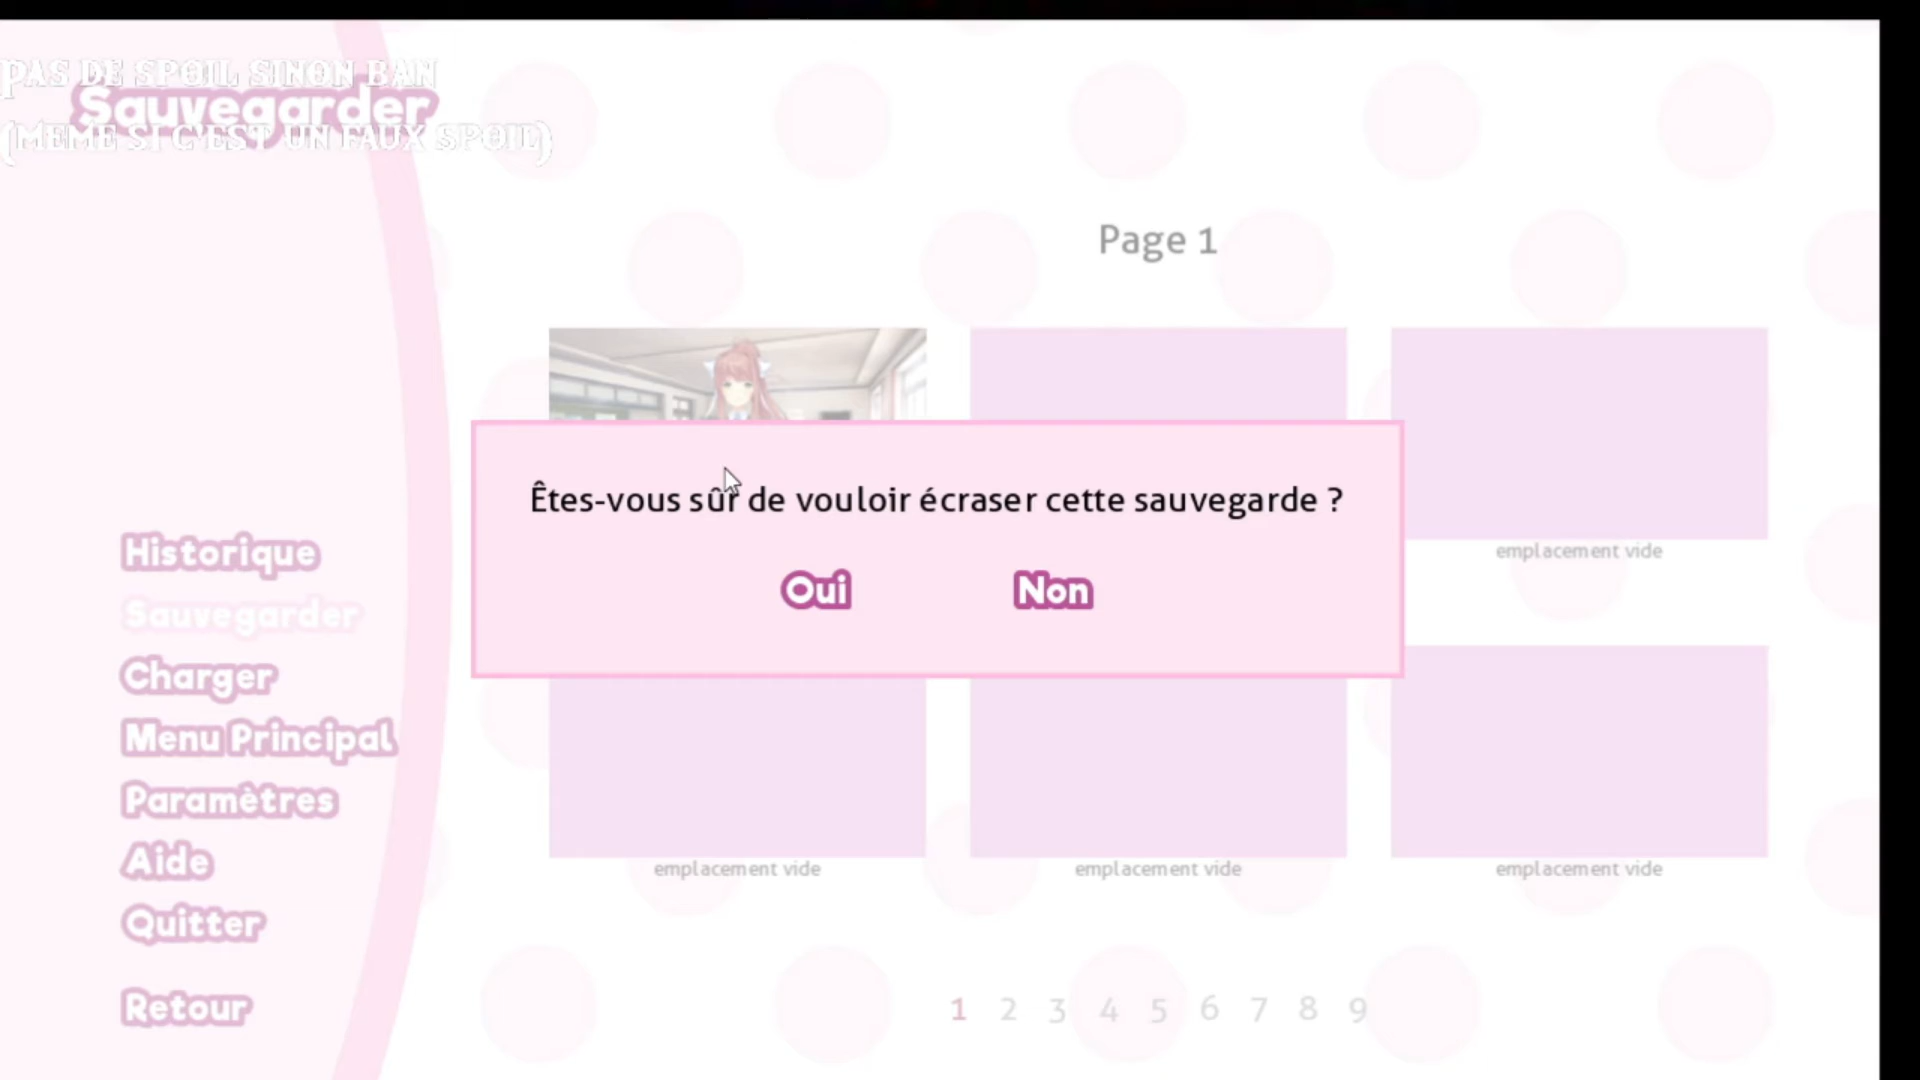 PAS DE SPOIL SINON BAN
Sauvegarder
(MEME SI C'EST UN FAUX SPOIL)
Page 1
Êtes-vous sûr de vouloir écraser cette sauvegarde ?
Oui
Non
emplacement vide
Historique
Sauvegarder
Charger
Menu Principal
Paramètres
Aide
Quitter
Retour
emplacement vide
emplacement vide
emplacement vide
1 2 3 4 5 6 7 8 9